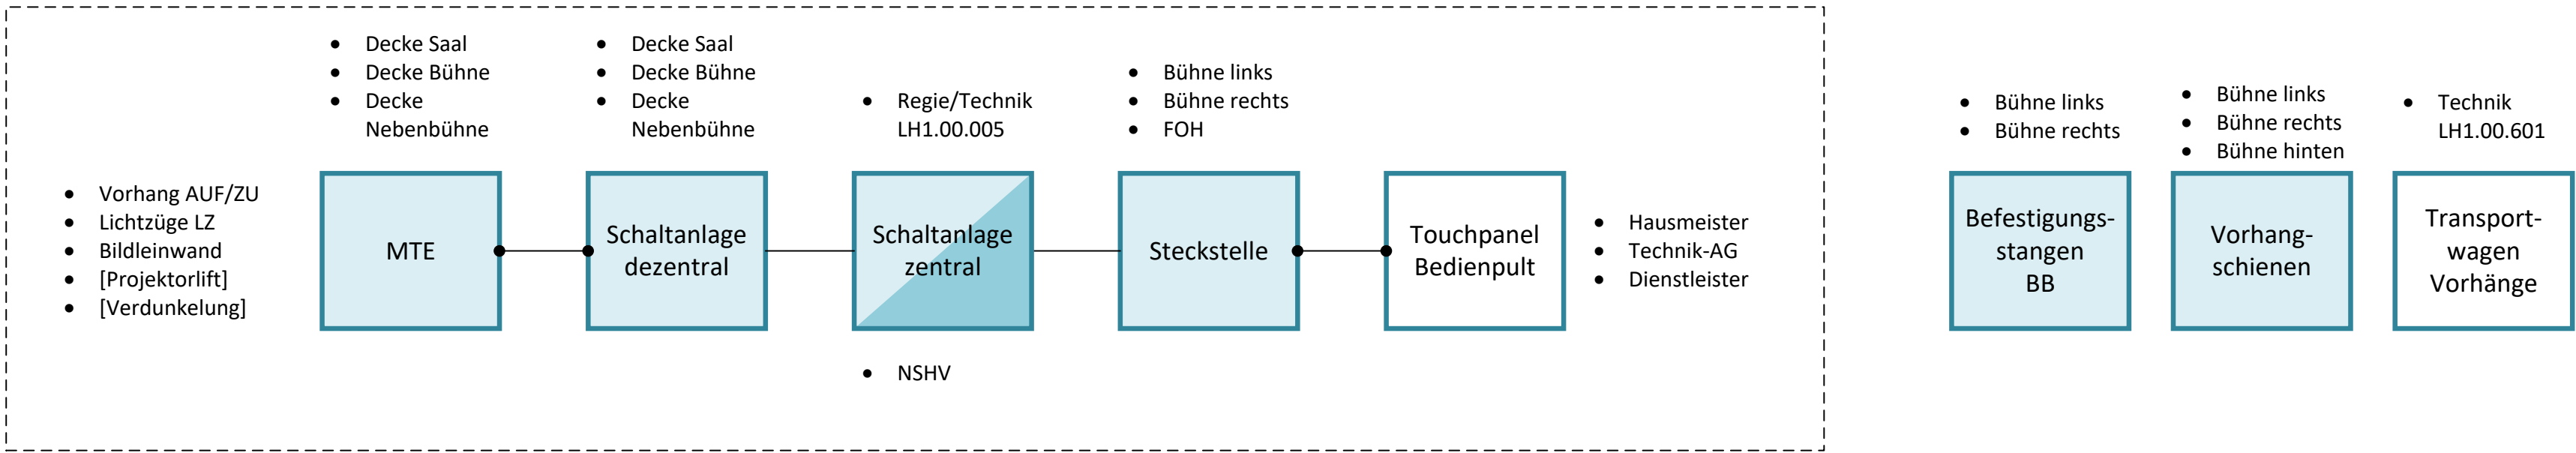 Vorhang AUF/ZU
Lichtzüge LZ
Bildleinwand
[Projektorlift]
[Verdunkelung]
Decke Saal
Decke Bühne
Decke
Nebenbühne
MTE
Decke Saal
Decke Bühne
Decke
Nebenbühne
Schaltanlage
dezentral
Regie/Technik
LH1.00.005
Schaltanlage
zentral
NSHV
Bühne links
Bühne rechts
FOH
Steckstelle
Touchpanel
Bedienpult
Hausmeister
Technik-AG
Dienstleister
Bühne links
Bühne rechts
Befestigungs-
stangen
BB
Bühne links
Bühne rechts
Bühne hinten
Vorhang-
schienen
Technik
LH1.00.601
Transport-
wagen
Vorhänge